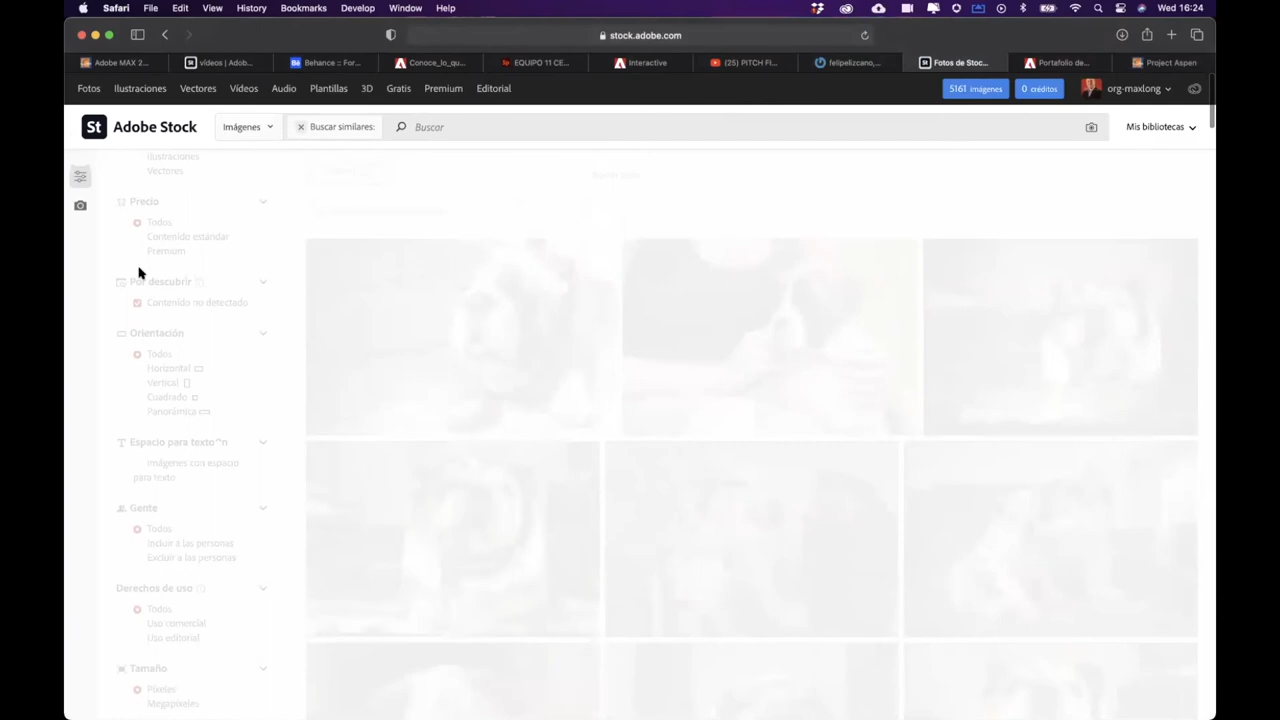 Safari File Edit View History Bookmarks Develop Window Help Wed 16:24
stock.adobe.com
Adobe MAX 2... vídeos | Adob... Behance :: For... Conoce_lo_qu... EQUIPO 11 CE... Interactive (25) PITCH FI... felipelizcano,... Fotos de Stoc... Portafolio de... Project Aspen
Fotos Ilustraciones Vectores Vídeos Audio Plantillas 3D Gratis Premium Editorial 5161 imágenes 0 créditos org-maxlong
St Adobe Stock Imágenes Buscar similares: Buscar Mis bibliotecas
Ilustraciones
Vectores
Precio
Todos
Contenido estándar
Premium
Por descubrir
Contenido no detectado
Orientación
Todos
Horizontal
Vertical
Cuadrado
Panorámica
Espacio para texto^n
Imágenes con espacio
para texto
Gente
Todos
Incluir a las personas
Excluir a las personas
Derechos de uso
Todos
Uso comercial
Uso editorial
Tamaño
Píxeles
Megapíxeles